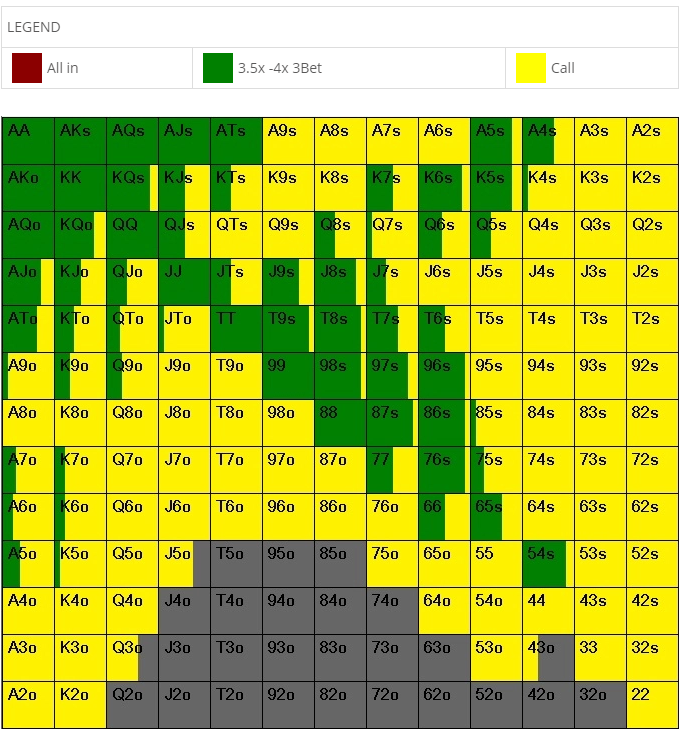 LEGEND
All in 3.5x -4x 3Bet Call
AA AKs AQs AJs ATs A9s A8s A7s A6s A5s A4s A3s A2s
AKo KK KQs KJs KTs K9s K8s K7s K6s K5s K4s K3s K2s
AQo KQo QQ QJs QTs Q9s Q8s Q7s Q6s Q5s Q4s Q3s Q2s
AJo KJo QJo JJ JTs J9s J8s J7s J6s J5s J4s J3s J2s
ATo KTo QTo JTo TT T9s T8s T7s T6s T5s T4s T3s T2s
A9o K9o Q9o J9o T9o 99 98s 97s 96s 95s 94s 93s 92s
A8o K8o Q8o J8o T8o 98o 88 87s 86s 85s 84s 83s 82s
A7o K7o Q7o J7o T7o 97o 87o 77 76s 75s 74s 73s 72s
A6o K6o Q6o J6o T6o 96o 86o 76o 66 65s 64s 63s 62s
A5o K5o Q5o J5o T5o 95o 85o 75o 65o 55 54s 53s 52s
A4o K4o Q4o J4o T4o 94o 84o 74o 64o 54o 44 43s 42s
A3o K3o Q3o J3o T3o 93o 83o 73o 63o 53o 43o 33 32s
A2o K2o Q2o J2o T2o 92o 82o 72o 62o 52o 42o 32o 22